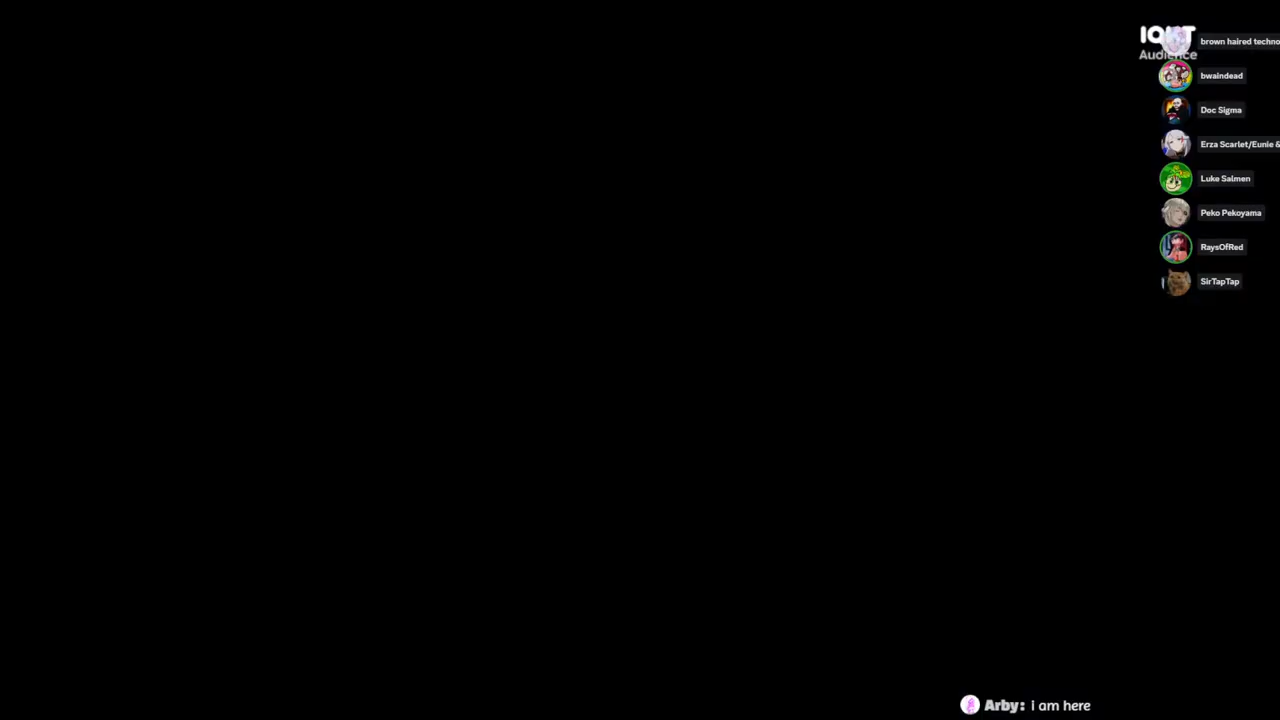 Audience
brown haired techno
bwaindead
Doc Sigma
Erza Scarlet/Eunie &
Luke Salmen
Peko Pekoyama
RaysOfRed
SirTapTap
Arby: i am here